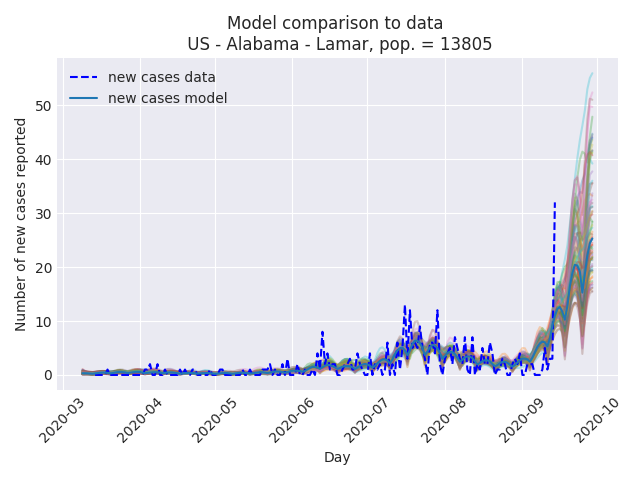 Model comparison to data
US - Alabama - Lamar, pop. = 13805
new cases data
new cases model
Number of new cases reported
50
40
30
20
10
0
2020-03
2020-04
2020-05
2020-06
2020-07
2020-08
2020-09
2020-10
Day